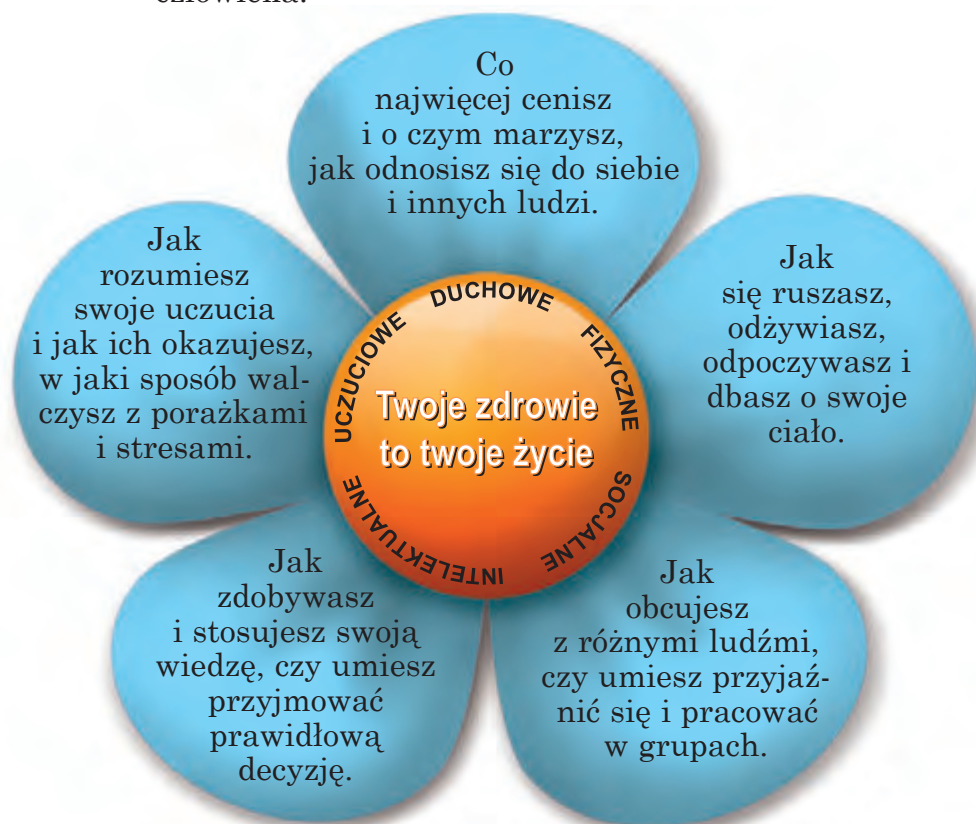 Co
najwięcej cenisz
i o czym marzysz,
jak odnosisz się do siebie
i innych ludzi.
Jak
rozumiesz
swoje uczucia
i jak ich okazujesz,
w jaki sposób wal-
czysz z porażkami
i stresami.
Jak
się ruszasz,
odżywiasz,
odpoczywasz i
dbasz o swoje
ciało.
UCZUCIOWE
DUCHOWE
FIZYCZNE
SOCJALNE
INTELEKTUALNE
Twoje zdrowie
to twoje życie
Jak
zdobywasz
i stosujesz swoją
wiedzę, czy umiesz
przyjmować
prawidłową
decyzję.
Jak
obcujesz
z różnymi ludźmi,
czy umiesz przyjaź-
nić się i pracować
w grupach.